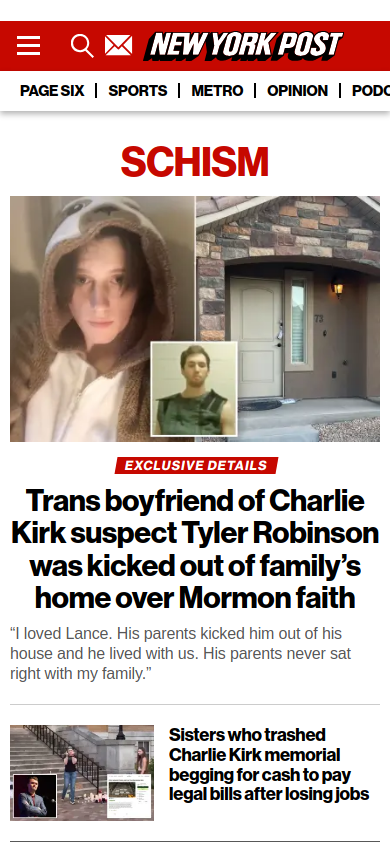 NEW YORK POST
PAGE SIX | SPORTS | METRO | OPINION | PODC
SCHISM
73
EXCLUSIVE DETAILS
Trans boyfriend of Charlie
Kirk suspect Tyler Robinson
was kicked out of family’s
home over Mormon faith
“I loved Lance. His parents kicked him out of his
house and he lived with us. His parents never sat
right with my family.”
Sisters who trashed
Charlie Kirk memorial
begging for cash to pay
legal bills after losing jobs